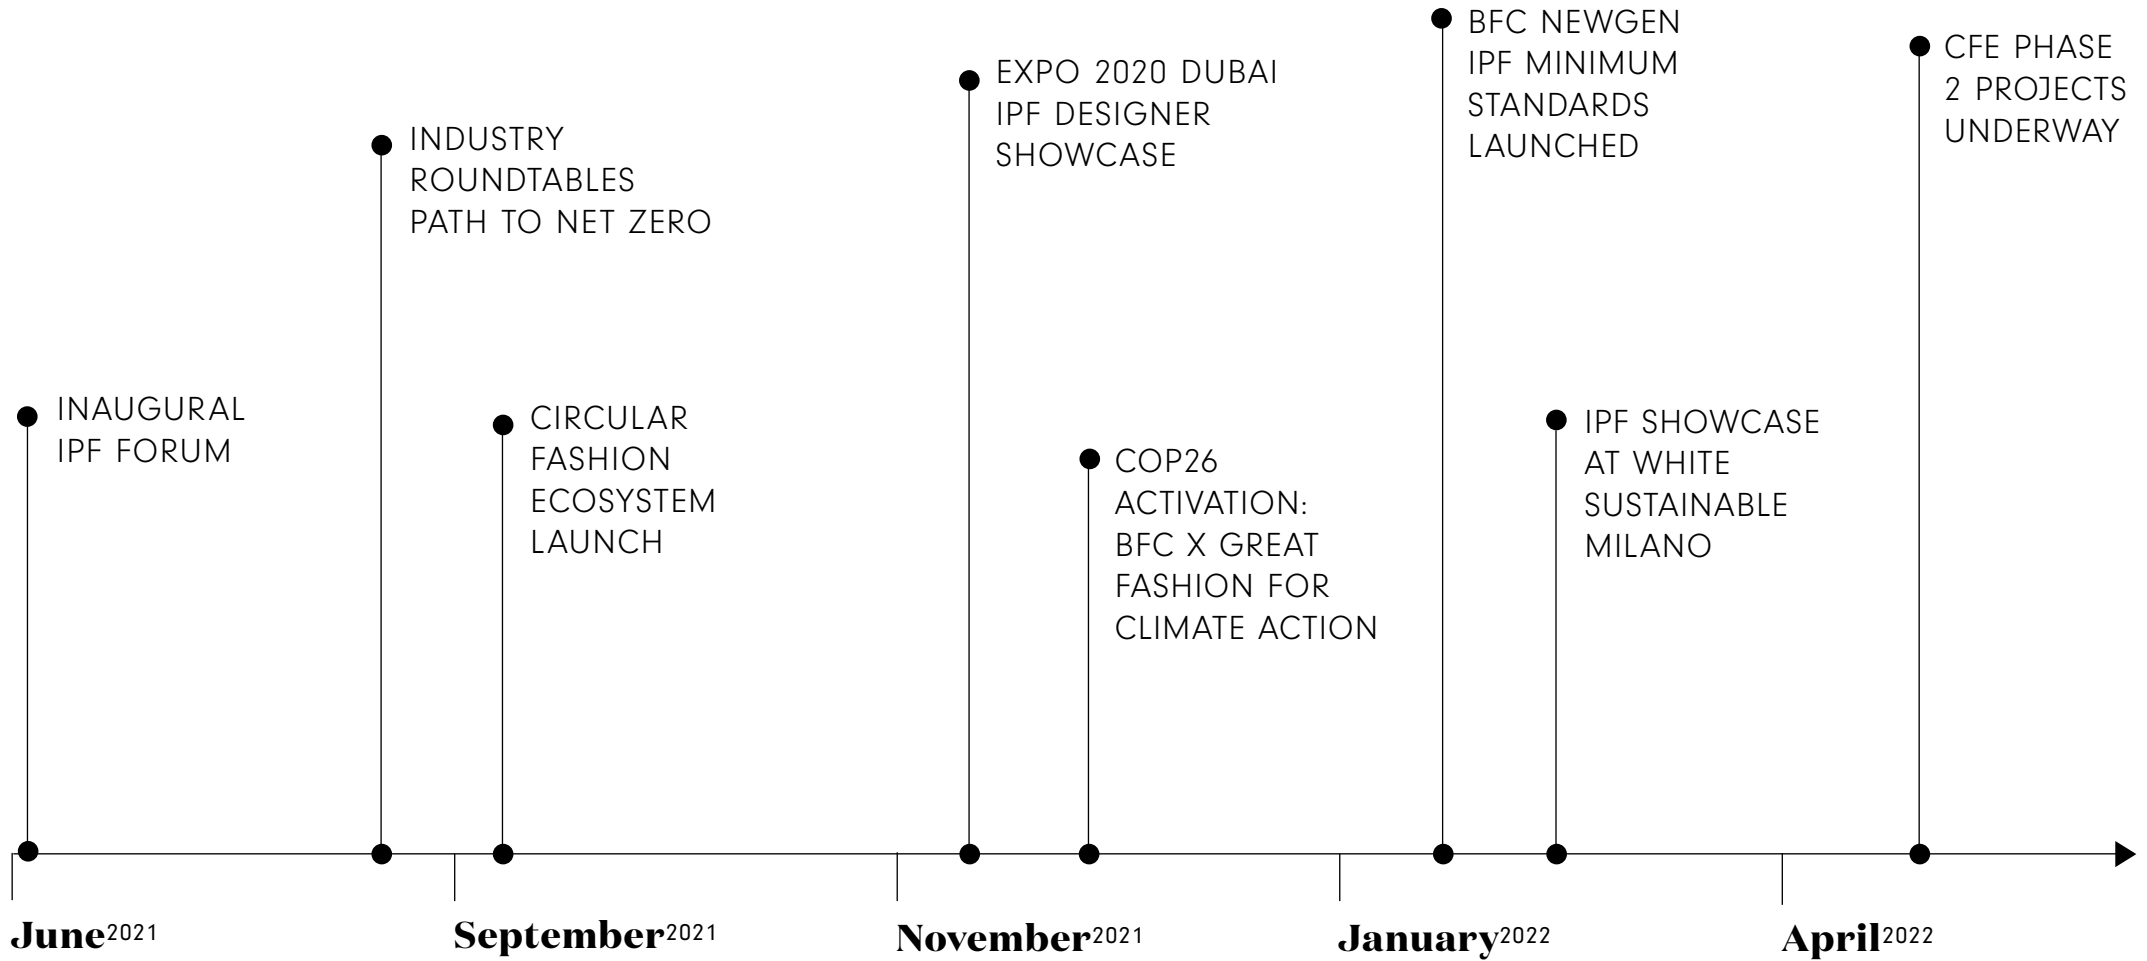 INAUGURAL
IPF FORUM
INDUSTRY
ROUNDTABLES
PATH TO NET ZERO
CIRCULAR
FASHION
ECOSYSTEM
LAUNCH
EXPO 2020 DUBAI
IPF DESIGNER
SHOWCASE
COP26
ACTIVATION:
BFC X GREAT
FASHION FOR
CLIMATE ACTION
BFC NEWGEN
IPF MINIMUM
STANDARDS
LAUNCHED
IPF SHOWCASE
AT WHITE
SUSTAINABLE
MILANO
CFE PHASE
2 PROJECTS
UNDERWAY
June2021
September2021
November2021
January2022
April2022